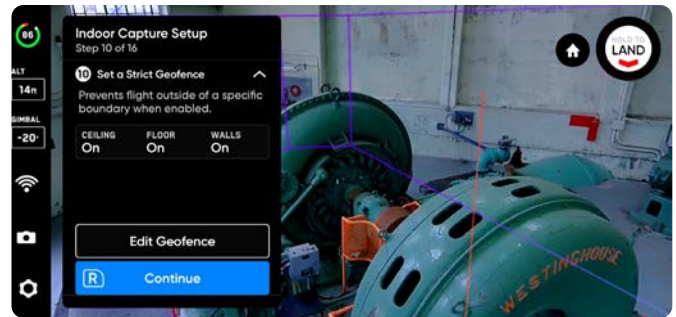 86
ALT
14FT
GIMBAL
-20°
Indoor Capture Setup
Step 10 of 16
10 Set a Strict Geofence
Prevents flight outside of a specific
boundary when enabled.
CEILING FLOOR WALLS
On On On
Edit Geofence
R Continue
HOLD TO
LAND
WESTINGHOUSE